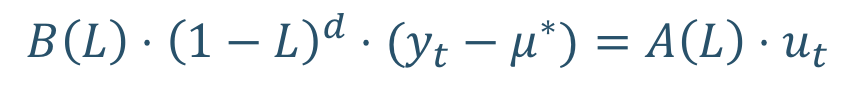 B(L) · (1 − L)^d · (y_t − μ*) = A(L) · u_t